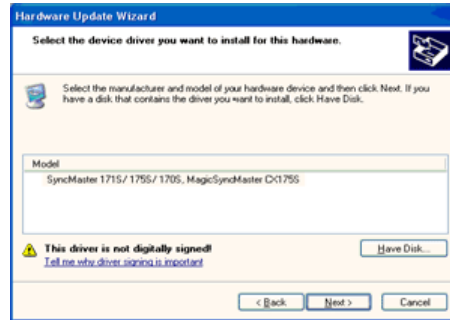 Hardware Update Wizard
Select the device driver you want to install for this hardware.
Select the manufacturer and model of your hardware device and then click Next. If you
have a disk that contains the driver you want to install, click Have Disk.
Model
SyncMaster 171S/ 175S/ 170S, MagicSyncMaster CX175S
This driver is not digitally signed!
Have Disk...
Tell me why driver signing is important
< Back
Next >
Cancel